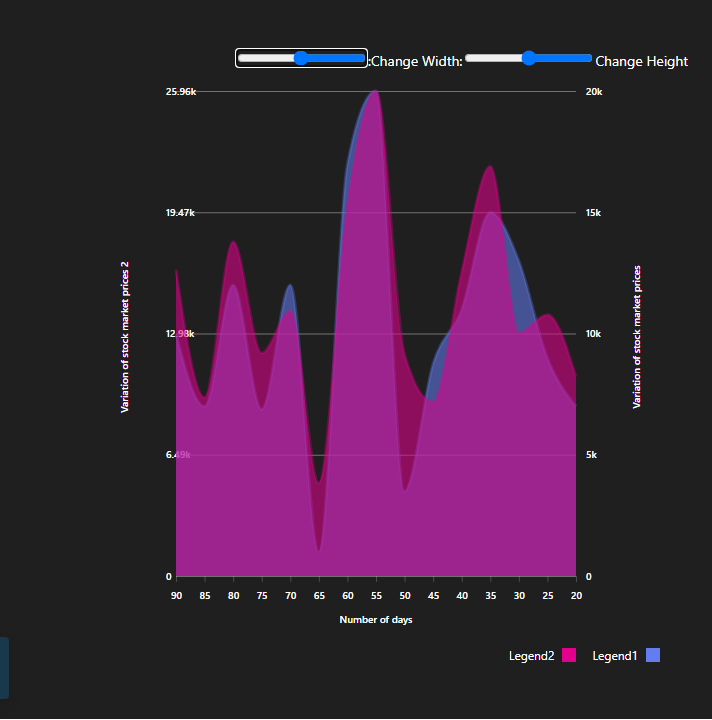 :Change Width: Change Height
25.96k
19.47k
12.98k
6.49k
0
Variation of stock market prices 2
20k
15k
10k
5k
0
Variation of stock market prices
90 85 80 75 70 65 60 55 50 45 40 35 30 25 20
Number of days
Legend2 Legend1